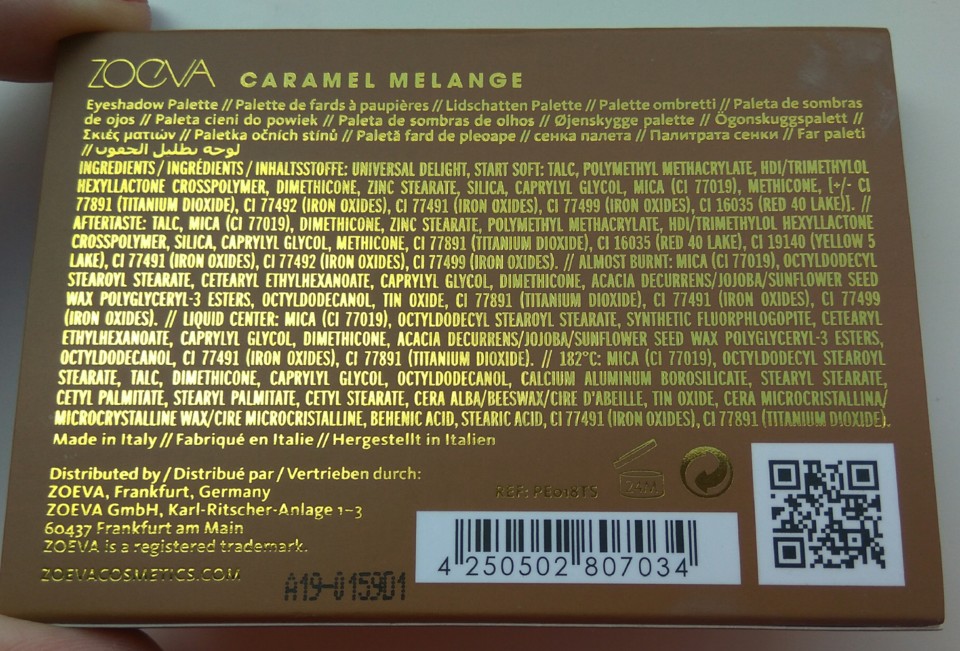 ZOEVA CARAMEL MELANGE
Eyeshadow Palette // Palette de fards à paupières // Lidschatten Palette // Palette ombretti // Paleta de sombras
de ojos // Paleta cieni do powiek // Paleta de sombras de olhos // Øjenskygge palette // Ögonskuggspalett //
Σκιές ματιών // Paletka očních stínů // Paletă fard de pleoape // сенка палета // Палитрата сенки // Far paleti
// لوحه تظليل الجفون
INGREDIENTS / INGRÉDIENTS / INHALTSSTOFFE: UNIVERSAL DELIGHT, START SOFT: TALC, POLYMETHYL METHACRYLATE, HDI/TRIMETHYLOL
HEXYLLACTONE CROSSPOLYMER, DIMETHICONE, ZINC STEARATE, SILICA, CAPRYLYL GLYCOL, MICA (CI 77019), METHICONE, [+/- CI
77891 (TITANIUM DIOXIDE), CI 77492 (IRON OXIDES), CI 77491 (IRON OXIDES), CI 77499 (IRON OXIDES), CI 16035 (RED 40 LAKE)]. //
AFTERTASTE: TALC, MICA (CI 77019), DIMETHICONE, ZINC STEARATE, POLYMETHYL METHACRYLATE, HDI/TRIMETHYLOL HEXYLLACTONE
CROSSPOLYMER, SILICA, CAPRYLYL GLYCOL, METHICONE, CI 77891 (TITANIUM DIOXIDE), CI 16035 (RED 40 LAKE), CI 19140 (YELLOW 5
LAKE), CI 77491 (IRON OXIDES), CI 77492 (IRON OXIDES), CI 77499 (IRON OXIDES). // ALMOST BURNT: MICA (CI 77019), OCTYLDODECYL
STEAROYL STEARATE, CETEARYL ETHYLHEXANOATE, CAPRYLYL GLYCOL, DIMETHICONE, ACACIA DECURRENS/JOJOBA/SUNFLOWER SEED
WAX POLYGLYCERYL-3 ESTERS, OCTYLDODECANOL, TIN OXIDE, CI 77891 (TITANIUM DIOXIDE), CI 77491 (IRON OXIDES), CI 77499
(IRON OXIDES). // LIQUID CENTER: MICA (CI 77019), OCTYLDODECYL STEAROYL STEARATE, SYNTHETIC FLUORPHLOGOPITE, CETEARYL
ETHYLHEXANOATE, CAPRYLYL GLYCOL, DIMETHICONE, ACACIA DECURRENS/JOJOBA/SUNFLOWER SEED WAX POLYGLYCERYL-3 ESTERS,
OCTYLDODECANOL, CI 77491 (IRON OXIDES), CI 77891 (TITANIUM DIOXIDE). // 182°C: MICA (CI 77019), OCTYLDODECYL STEAROYL
STEARATE, TALC, DIMETHICONE, CAPRYLYL GLYCOL, OCTYLDODECANOL, CALCIUM ALUMINUM BOROSILICATE, STEARYL STEARATE,
CETYL PALMITATE, STEARYL PALMITATE, CETYL STEARATE, CERA ALBA/BEESWAX/CIRE D'ABEILLE, TIN OXIDE, CERA MICROCRISTALLINA/
MICROCRYSTALLINE WAX/CIRE MICROCRISTALLINE, BEHENIC ACID, STEARIC ACID, CI 77491 (IRON OXIDES), CI 77891 (TITANIUM DIOXIDE).
Made in Italy // Fabriqué en Italie // Hergestellt in Italien
Distributed by / Distribué par / Vertrieben durch:
ZOEVA, Frankfurt, Germany
ZOEVA GmbH, Karl-Ritscher-Anlage 1-3
60437 Frankfurt am Main
ZOEVA is a registered trademark.
ZOEVACOSMETICS.COM
A19-015901
REF: PE018TS
24M
4 250502 807034